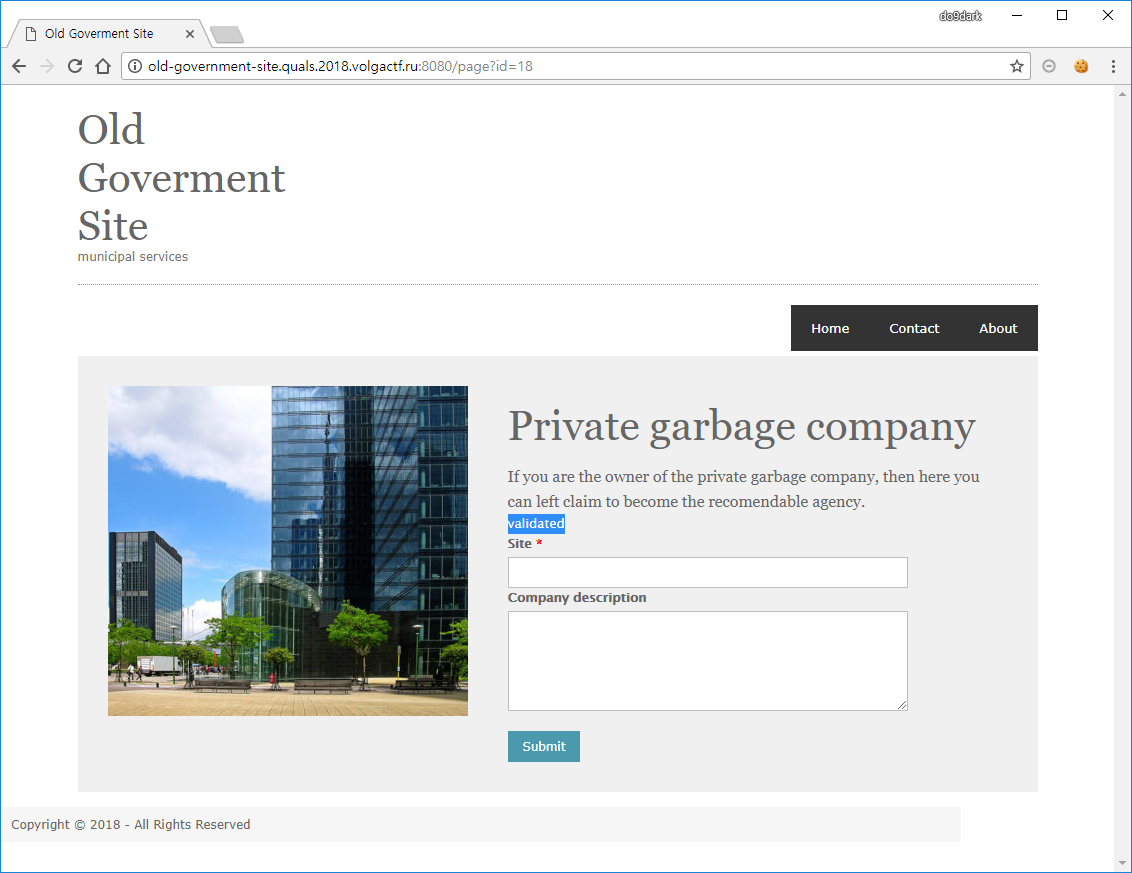 do9dark
Old Goverment Site
old-government-site.quals.2018.volgactf.ru:8080/page?id=18
Old
Goverment
Site
municipal services
Home Contact About
Private garbage company
If you are the owner of the private garbage company, then here you
can left claim to become the recomendable agency.
validated
Site *
Company description
Submit
Copyright © 2018 - All Rights Reserved